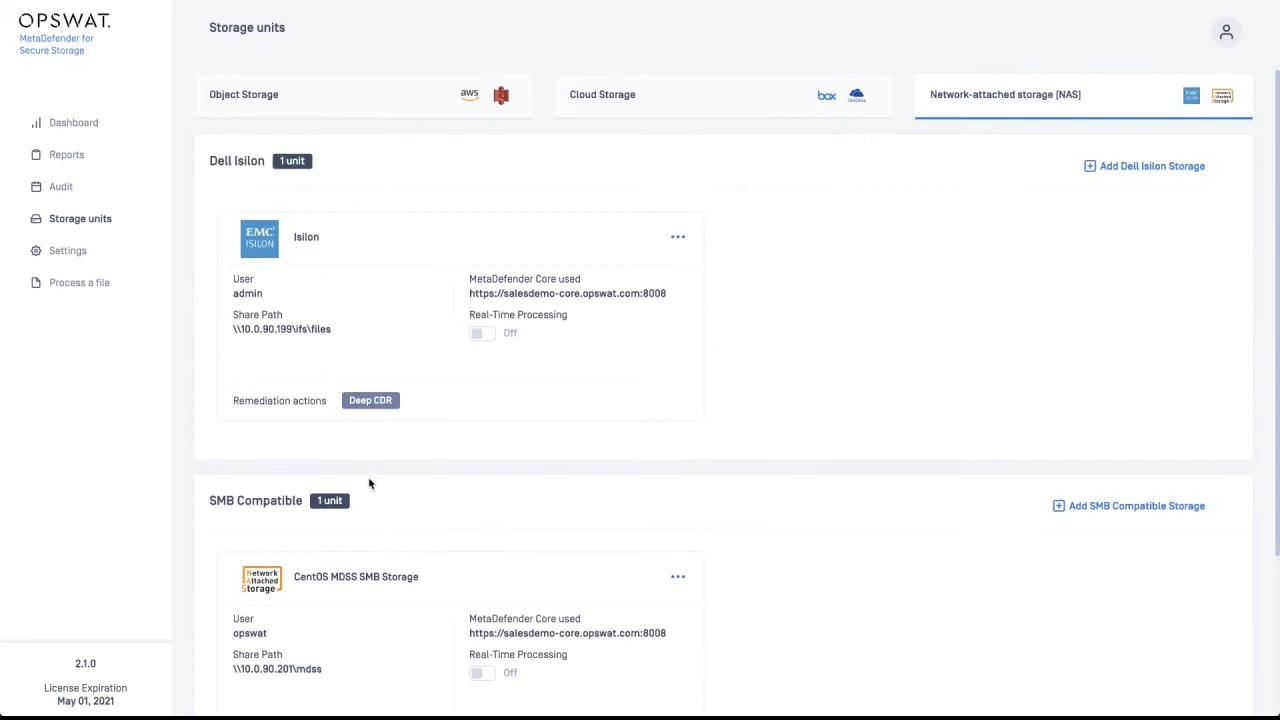 OPSWAT.
MetaDefender for
Secure Storage
Dashboard
Reports
Audit
Storage units
Settings
Process a file
2.1.0
License Expiration
May 01, 2021
Storage units
Object Storage
aws
Cloud Storage
box
OneDrive
Network-attached storage [NAS]
EMC
ISILON
Network
Attached
Storage
Dell Isilon 1 unit
Add Dell Isilon Storage
EMC
ISILON
Isilon
User
admin
Share Path
\\10.0.90.199\ifs\files
MetaDefender Core used
https://salesdemo-core.opswat.com:8008
Real-Time Processing
Off
Remediation actions Deep CDR
SMB Compatible 1 unit
Add SMB Compatible Storage
Network
Attached
Storage
CentOS MDSS SMB Storage
User
opswat
Share Path
\\10.0.90.201\mdss
MetaDefender Core used
https://salesdemo-core.opswat.com:8008
Real-Time Processing
Off